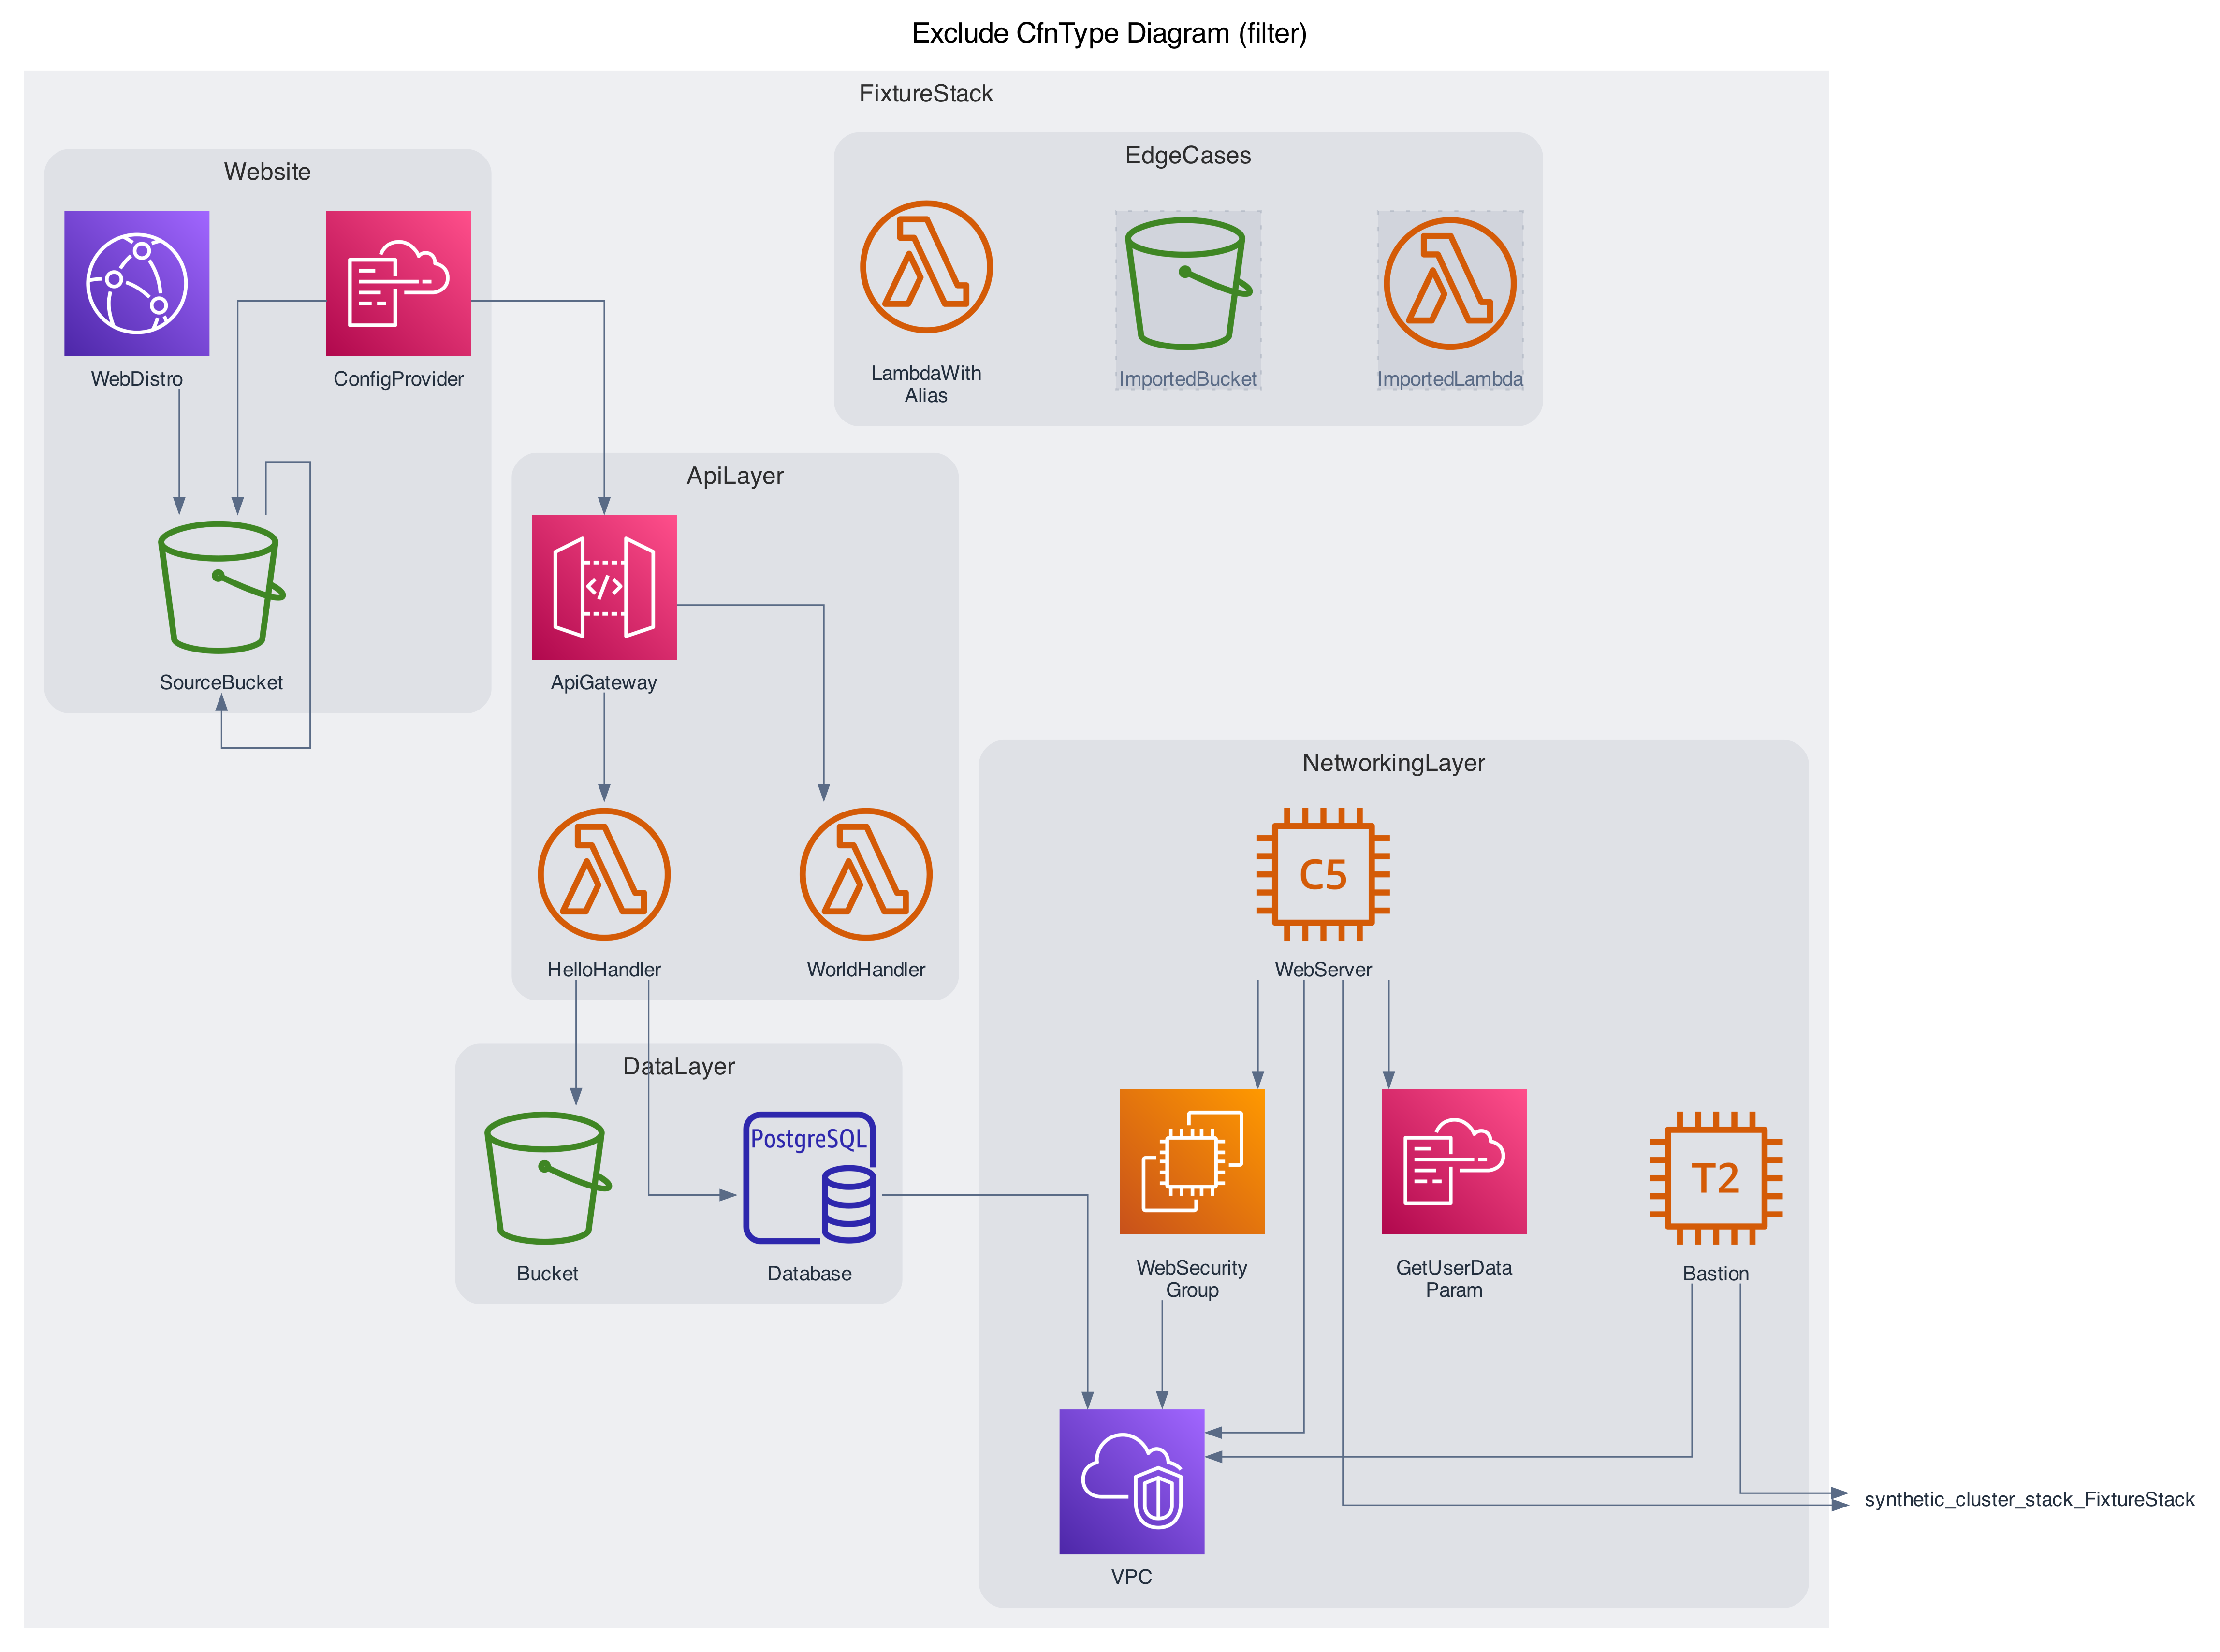 Exclude CfnType Diagram (filter)
FixtureStack
Website
WebDistro
ConfigProvider
SourceBucket
EdgeCases
LambdaWith
Alias
ImportedBucket
ImportedLambda
ApiLayer
</>
ApiGateway
HelloHandler
WorldHandler
DataLayer
Bucket
PostgreSQL
Database
NetworkingLayer
C5
WebServer
WebSecurity
Group
GetUserData
Param
T2
Bastion
VPC
synthetic_cluster_stack_FixtureStack